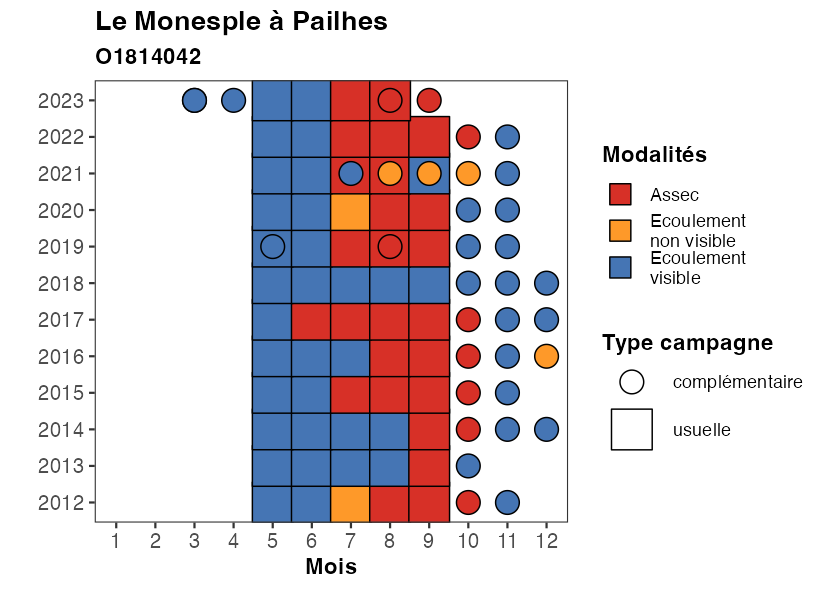 Le Monesple à Pailhes
O1814042
2023
2022
2021
2020
2019
2018
2017
2016
2015
2014
2013
2012
1 2 3 4 5 6 7 8 9 10 11 12
Mois
Modalités
Assec
Ecoulement
non visible
Ecoulement
visible
Type campagne
complémentaire
usuelle